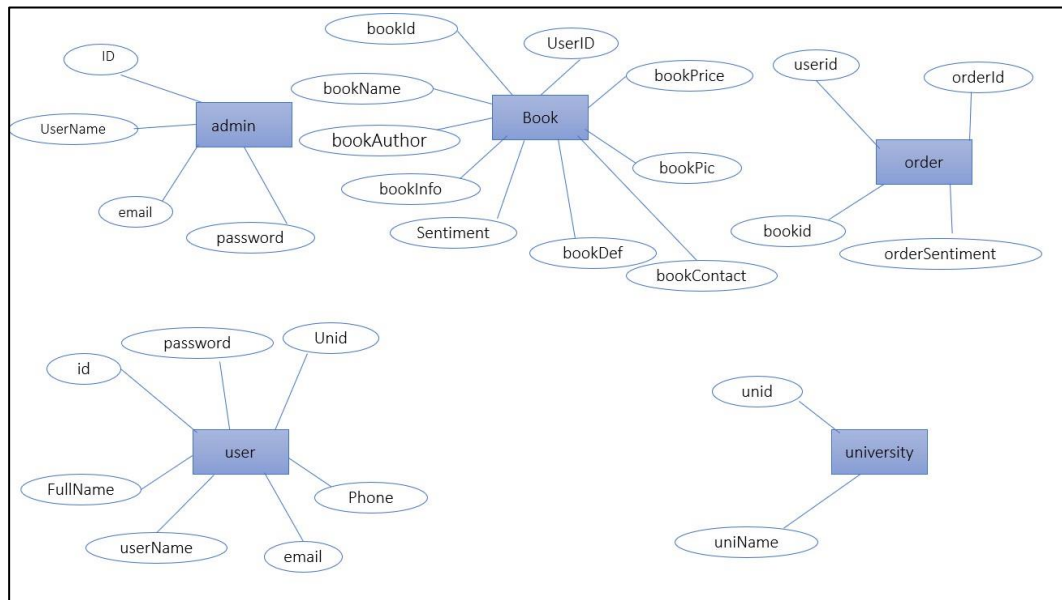 bookId
UserID
ID
userid
orderId
bookName
bookPrice
UserName
admin
Book
bookAuthor
order
bookPic
bookInfo
email
Sentiment
bookid
password
bookDef
orderSentiment
bookContact
password
Unid
id
unid
user
university
FullName
Phone
userName
email
uniName